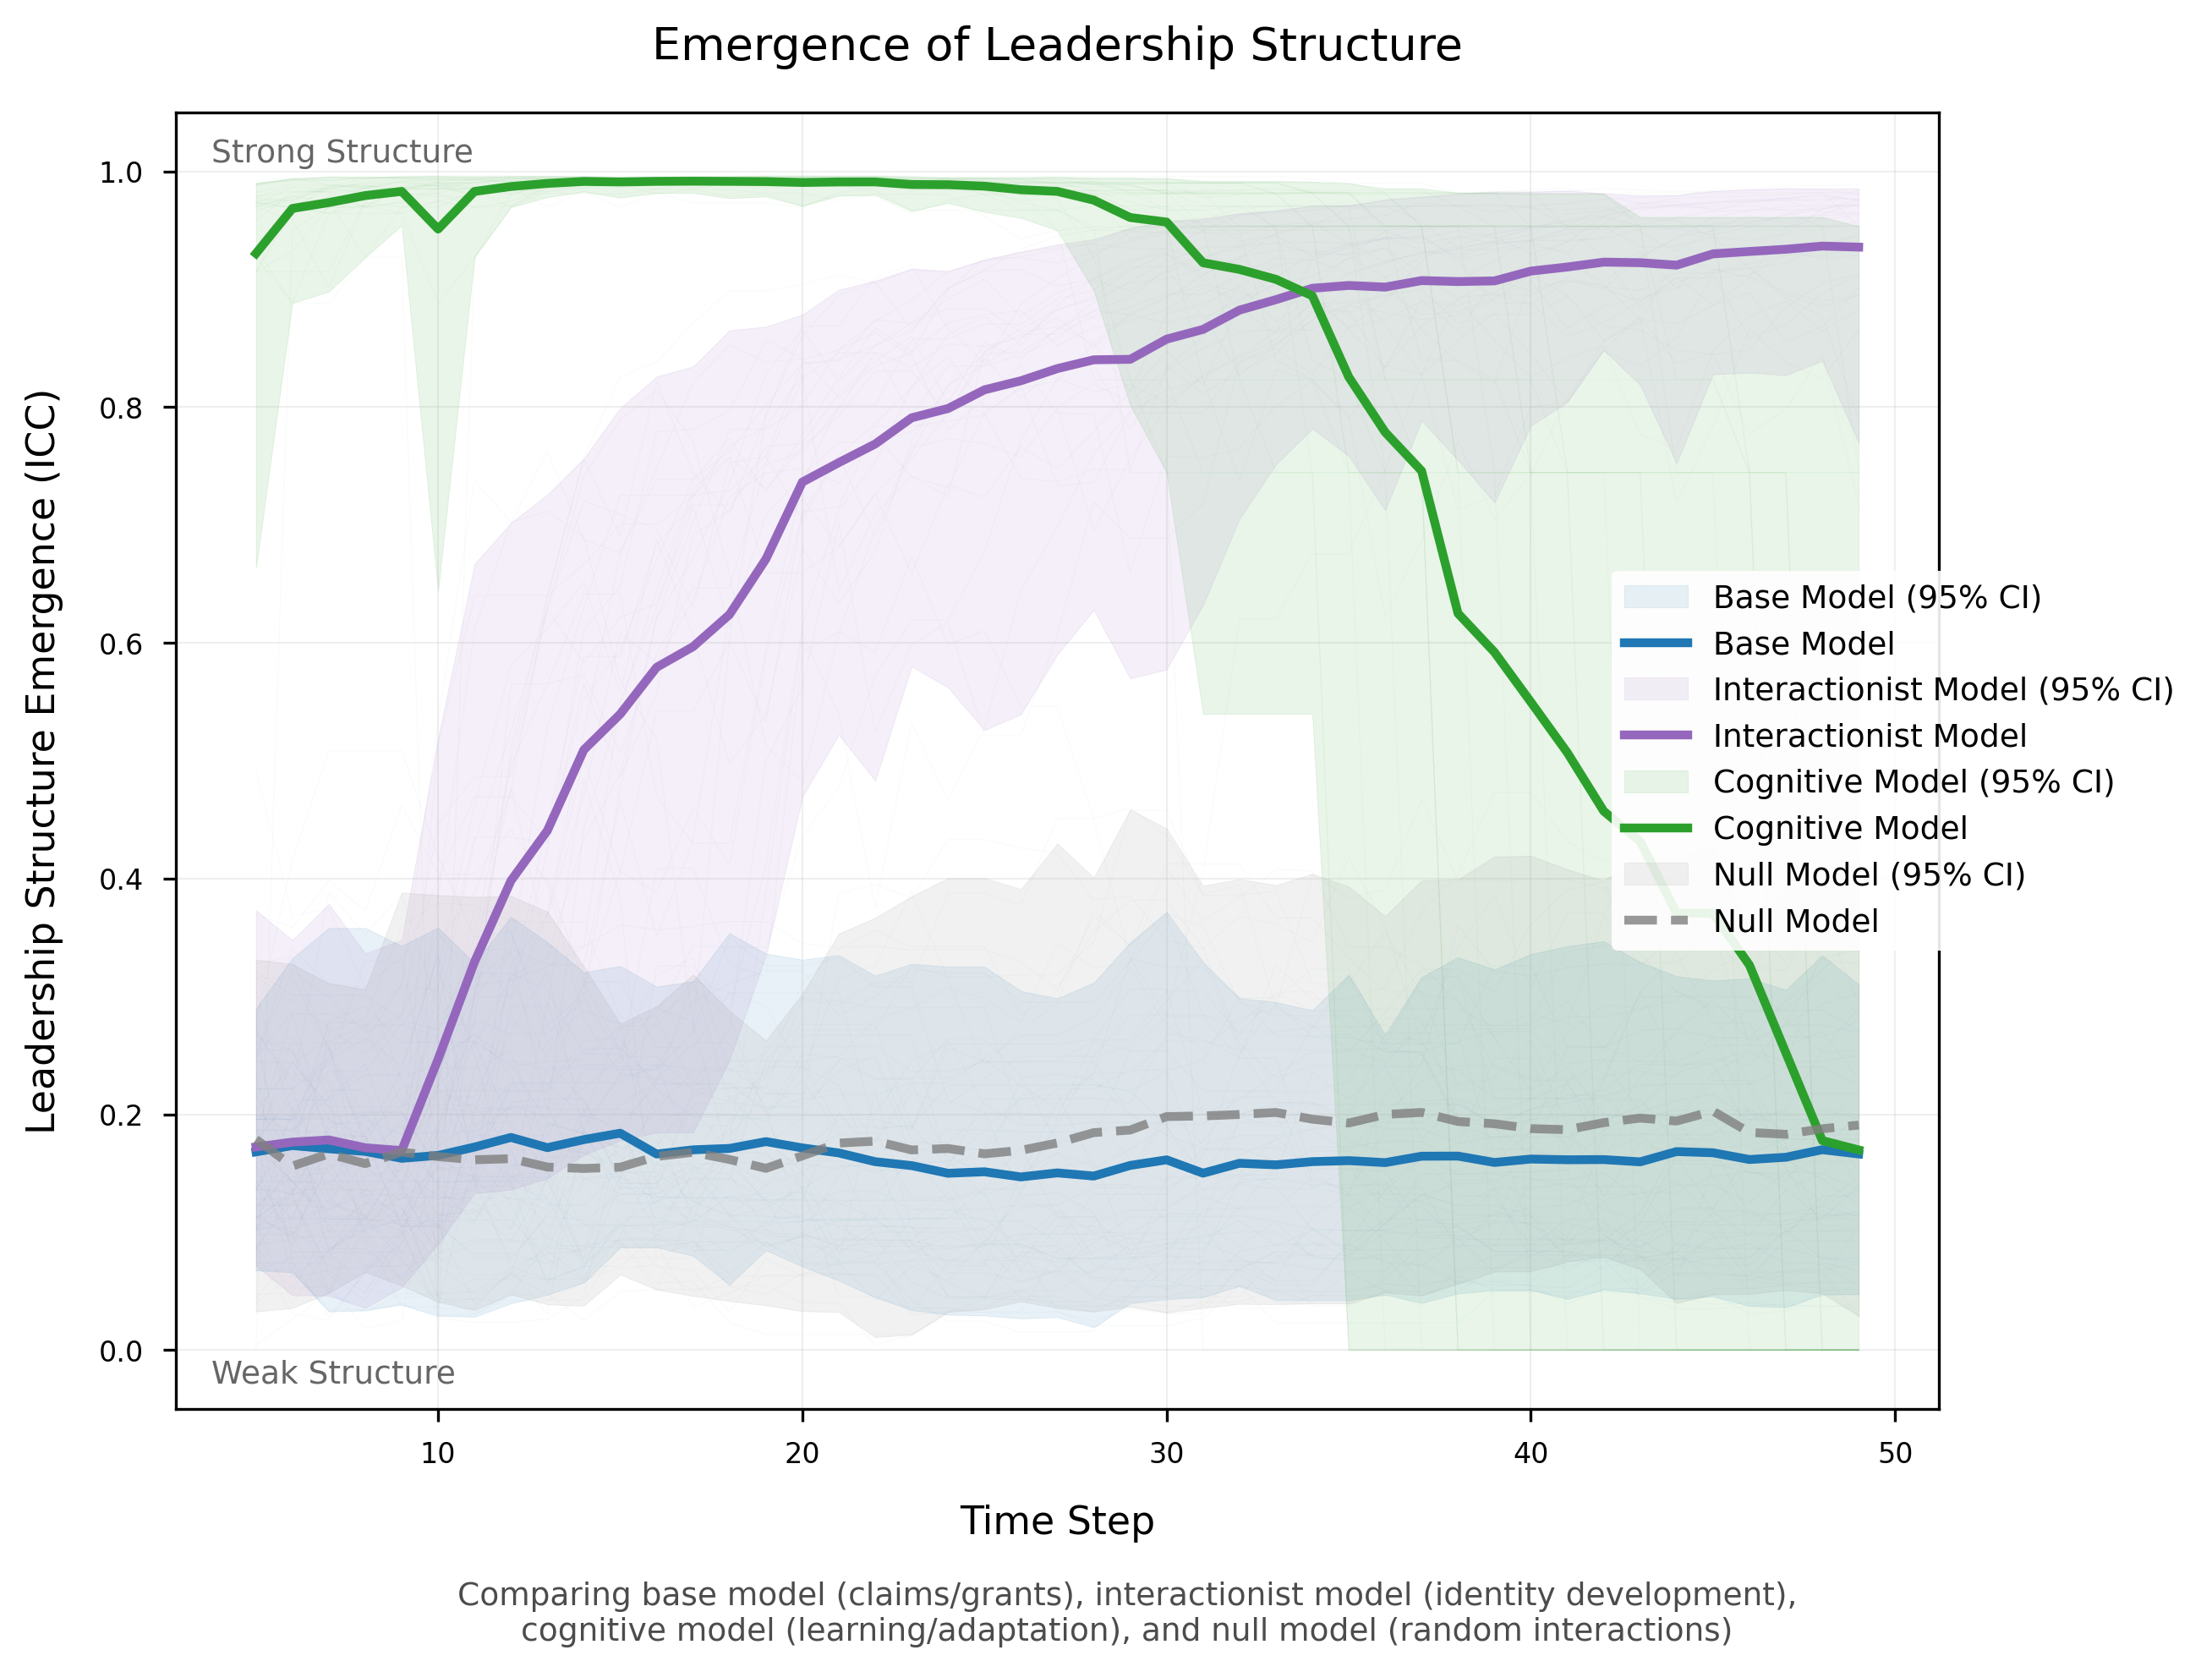 Emergence of Leadership Structure
Strong Structure
1.0
0.8
0.6
0.4
0.2
0.0
Leadership Structure Emergence (ICC)
Base Model (95% CI)
Base Model
Interactionist Model (95% CI)
Interactionist Model
Cognitive Model (95% CI)
Cognitive Model
Null Model (95% CI)
Null Model
Weak Structure
10
20
30
40
50
Time Step
Comparing base model (claims/grants), interactionist model (identity development),
cognitive model (learning/adaptation), and null model (random interactions)